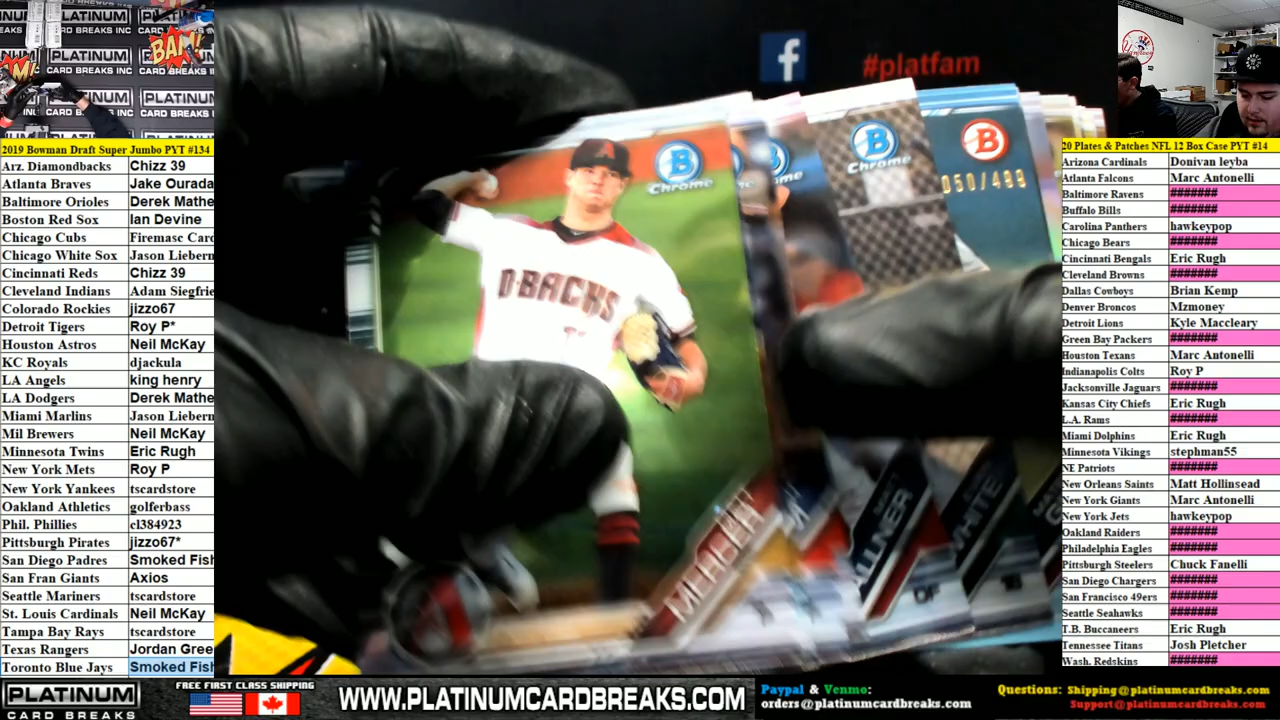 PLATINUM
CARD BREAKS INC
BAM!
#platfam
2019 Bowman Draft Super Jumbo PYT #134
Arz. Diamondbacks Chizz 39
Atlanta Braves Jake Ourada
Baltimore Orioles Derek Mathe
Boston Red Sox Ian Devine
Chicago Cubs Firemasc Card
Chicago White Sox Jason Lieberm
Cincinnati Reds Chizz 39
Cleveland Indians Adam Siegfrie
Colorado Rockies jizzo67
Detroit Tigers Roy P*
Houston Astros Neil McKay
KC Royals djackula
LA Angels king henry
LA Dodgers Derek Mathe
Miami Marlins Jason Lieberm
Mil Brewers Neil McKay
Minnesota Twins Eric Rugh
New York Mets Roy P
New York Yankees tscardstore
Oakland Athletics golferbass
Phil. Phillies cl384923
Pittsburgh Pirates jizzo67*
San Diego Padres Smoked Fish
San Fran Giants Axios
Seattle Mariners tscardstore
St. Louis Cardinals Neil McKay
Tampa Bay Rays tscardstore
Texas Rangers Jordan Gree
Toronto Blue Jays Smoked Fish
B
Chrome
B
Chrome
B
050/499
DBACKS
WHITE
20 Plates & Patches NFL 12 Box Case PYT #14
Arizona Cardinals Donivan leyba
Atlanta Falcons Marc Antonelli
Baltimore Ravens #######
Buffalo Bills #######
Carolina Panthers hawkeypop
Chicago Bears #######
Cincinnati Bengals Eric Rugh
Cleveland Browns #######
Dallas Cowboys Brian Kemp
Denver Broncos Mzmoney
Detroit Lions Kyle Maccleary
Green Bay Packers #######
Houston Texans Marc Antonelli
Indianapolis Colts Roy P
Jacksonville Jaguars #######
Kansas City Chiefs Eric Rugh
L.A. Rams #######
Miami Dolphins Eric Rugh
Minnesota Vikings stephman55
NE Patriots #######
New Orleans Saints Matt Hollinsead
New York Giants Marc Antonelli
New York Jets hawkeypop
Oakland Raiders #######
Philadelphia Eagles #######
Pittsburgh Steelers Chuck Fanelli
San Diego Chargers #######
San Francisco 49ers #######
Seattle Seahawks #######
T.B. Buccaneers Eric Rugh
Tennessee Titans Josh Pletcher
Wash. Redskins #######
PLATINUM
CARD BREAKS
FREE FIRST CLASS SHIPPING
WWW.PLATINUMCARDBREAKS.COM
Paypal & Venmo:
orders@platinumcardbreaks.com
Questions: Shipping@platinumcardbreaks.com
Support@platinumcardbreaks.com